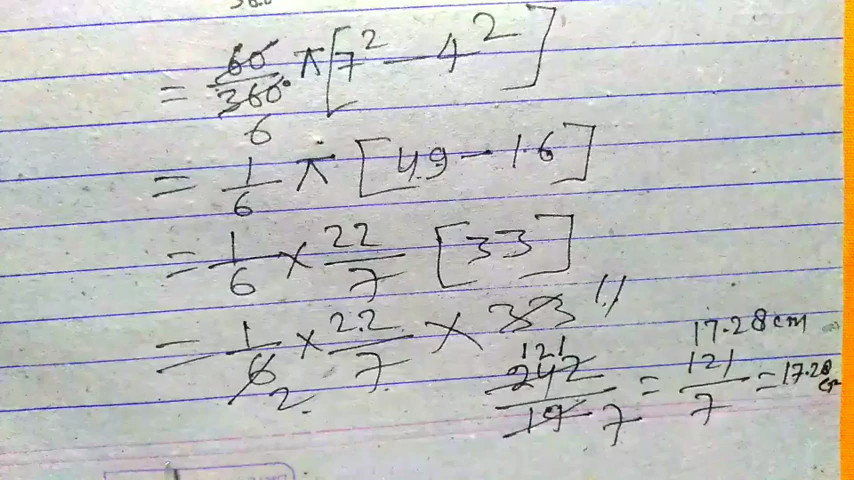 = 60/360° π[7² - 4²]
6
= 1/6 π [49 - 16]
= 1/6 × 22/7 [33]
= 1/6 × 22/7 × 33 11
2
17.28cm
121
242/14 7 = 121/7 = 17.28